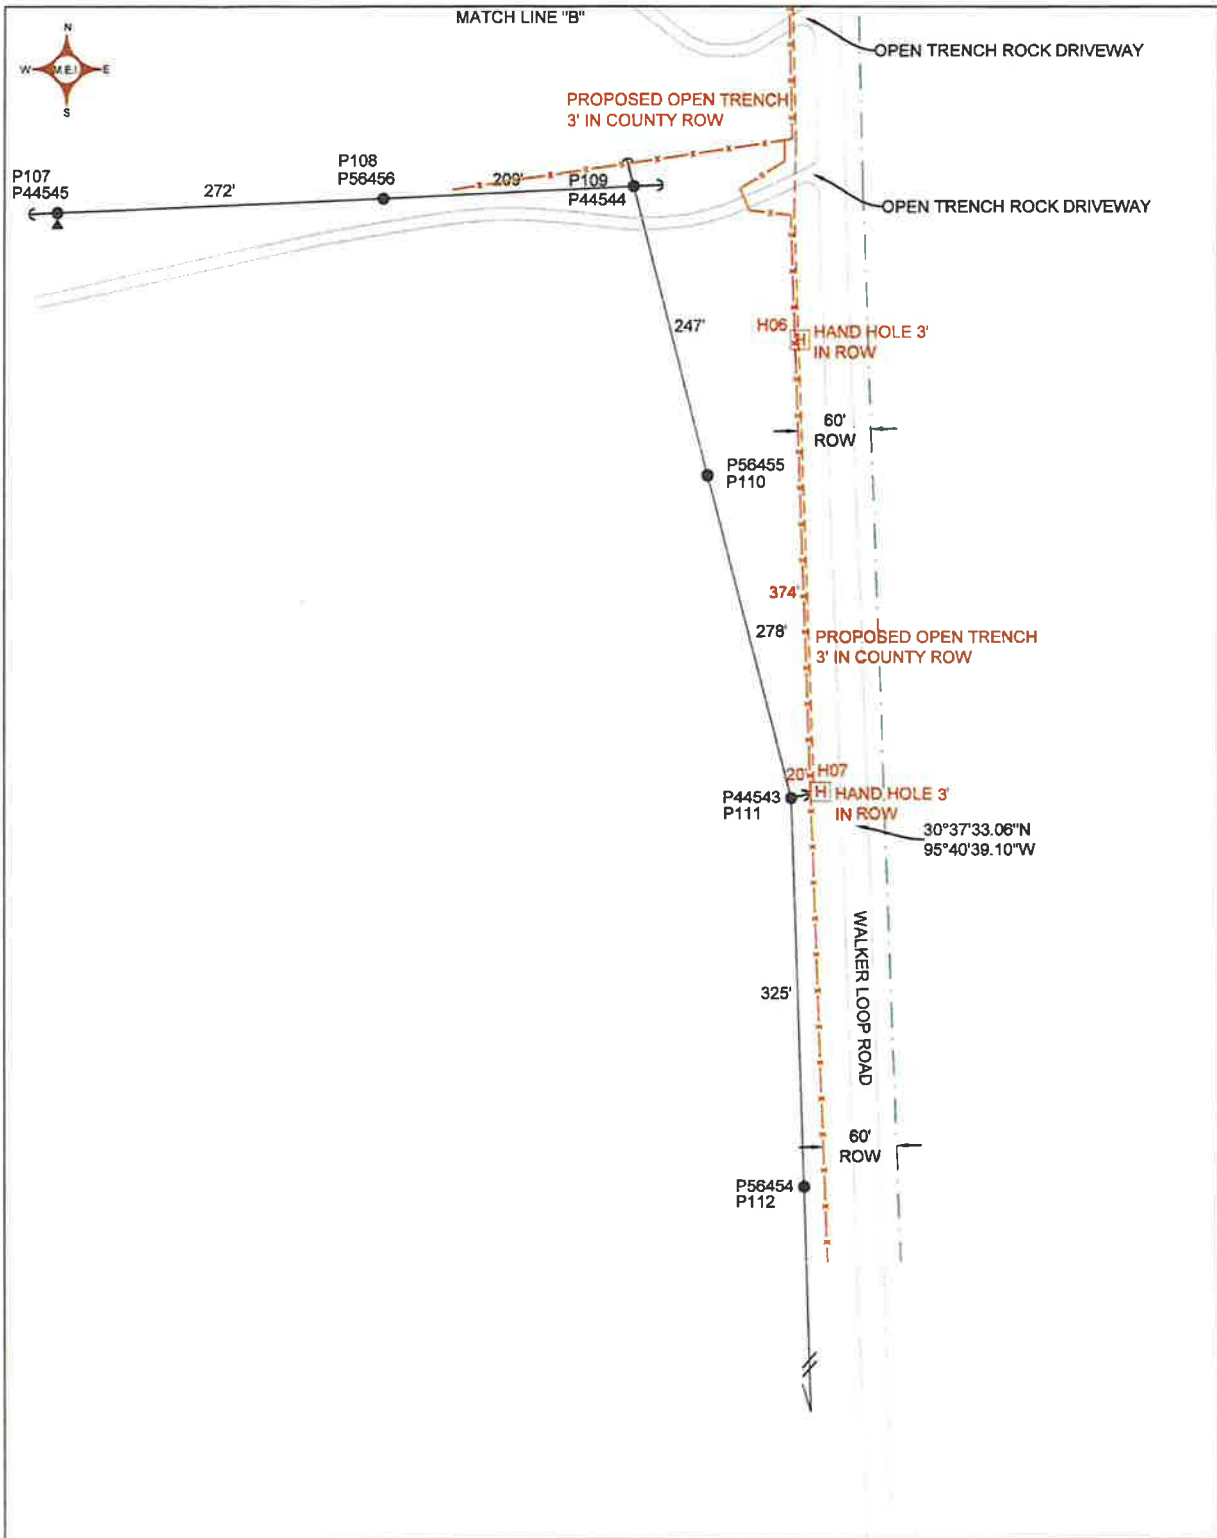 MATCH LINE "B"
N
W M.E.I E
S
OPEN TRENCH ROCK DRIVEWAY
PROPOSED OPEN TRENCH
3' IN COUNTY ROW
P107
P44545
272'
P108
P56456
209'
P109
P44544
OPEN TRENCH ROCK DRIVEWAY
247'
H06
H
HAND HOLE 3'
IN ROW
60'
ROW
P56455
P110
374'
278'
PROPOSED OPEN TRENCH
3' IN COUNTY ROW
20'
H07
P44543
P111
H
HAND HOLE 3'
IN ROW
30°37'33.06"N
95°40'39.10"W
WALKER LOOP ROAD
325'
60'
ROW
P56454
P112